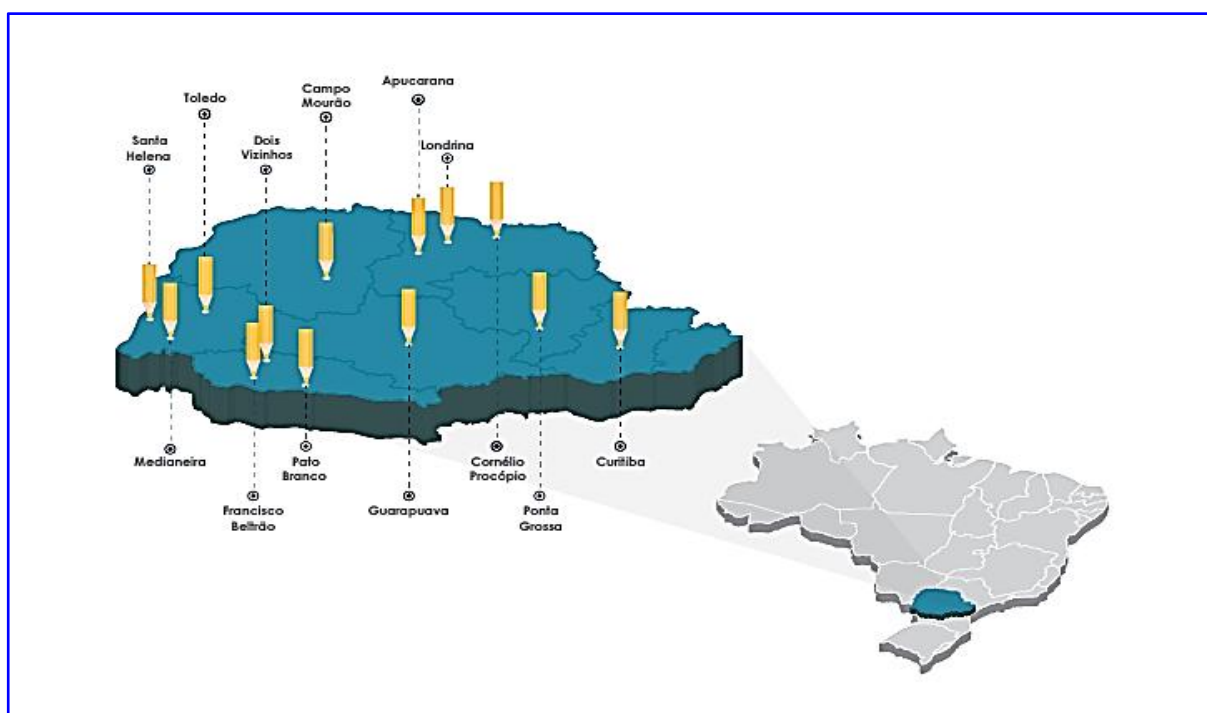 Apucarana
Toledo
Campo
Mourão
Santa
Helena
Dois
Vizinhos
Londrina
Medianeira
Pato
Branco
Cornélio
Procópio
Curitiba
Francisco
Beltrão
Guarapuava
Ponta
Grossa